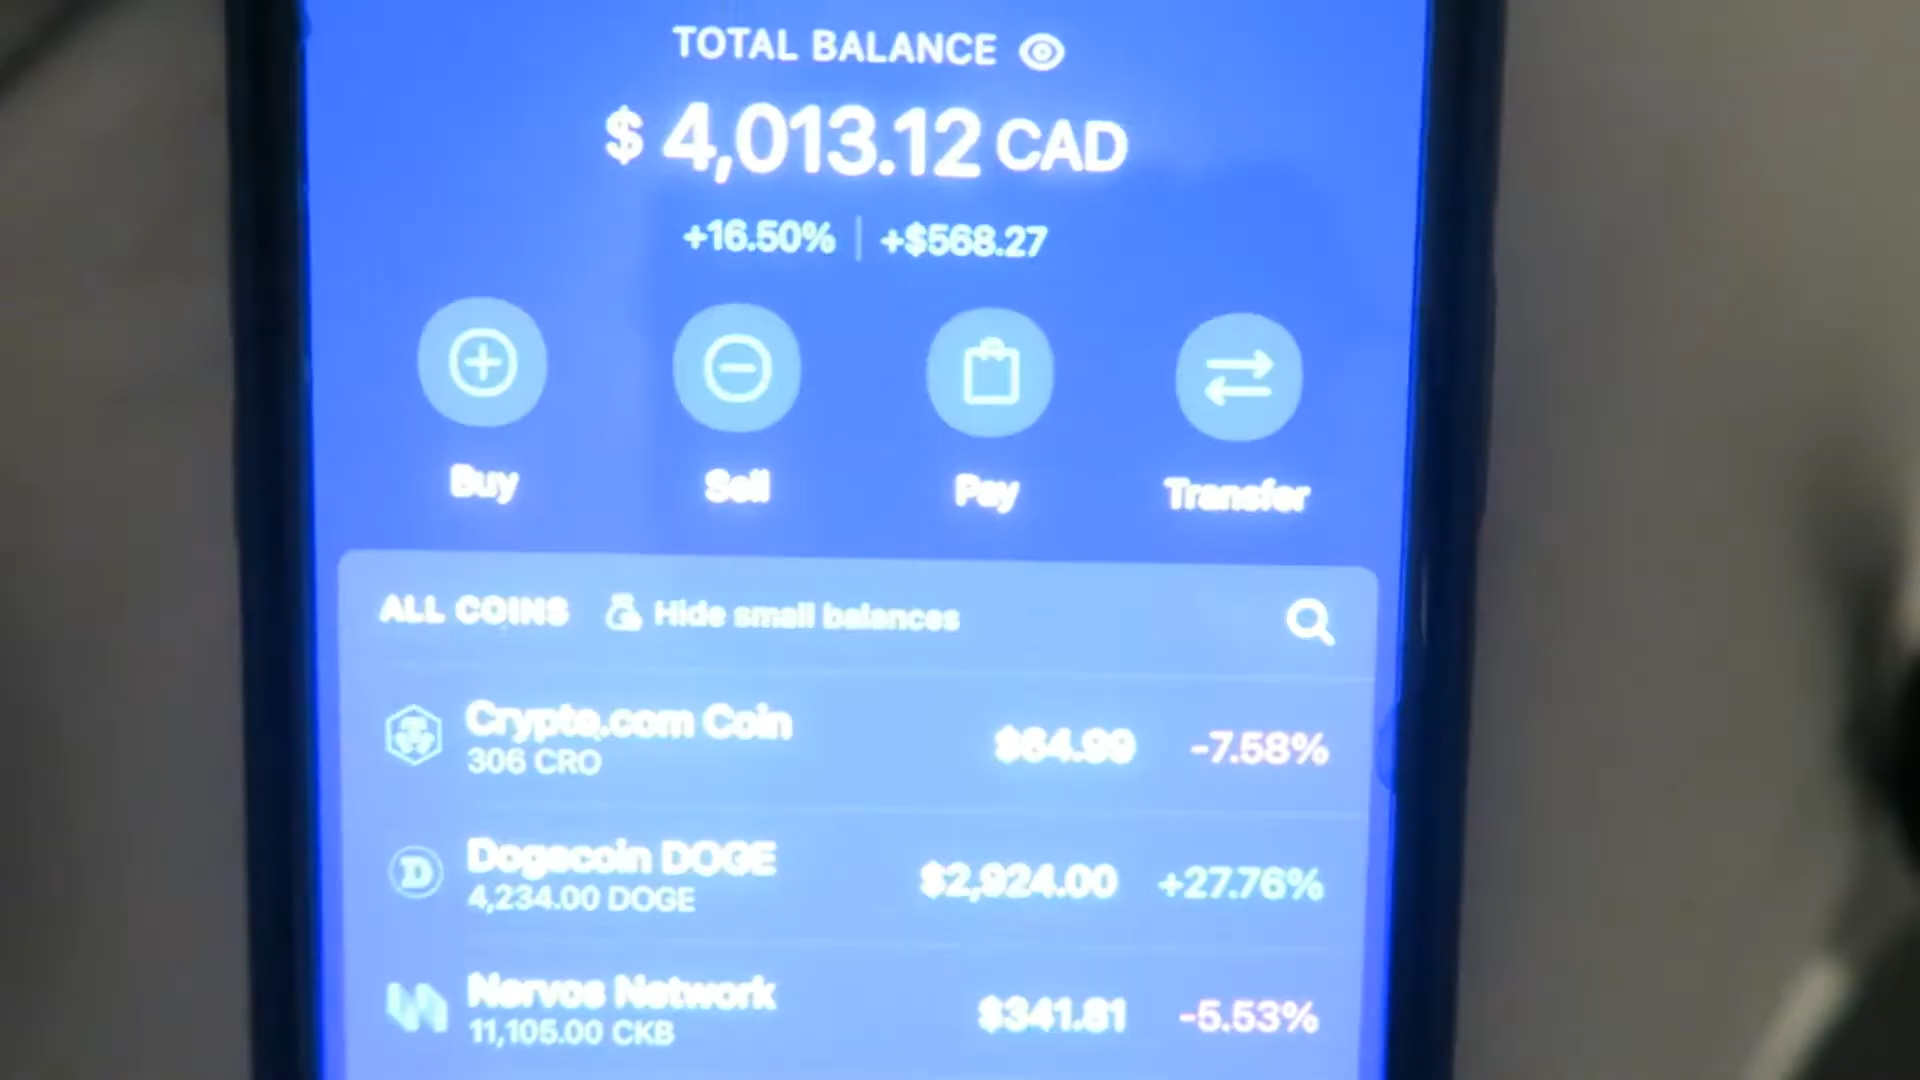 TOTAL BALANCE
$ 4,013.12 CAD
+16.50% | +$568.27
Buy Sell Pay Transfer
ALL COINS Hide small balances
Crypto.com Coin $64.99 -7.58%
306 CRO
Dogecoin DOGE $2,924.00 +27.76%
4,234.00 DOGE
Nervos Network $341.81 -5.53%
11,105.00 CKB